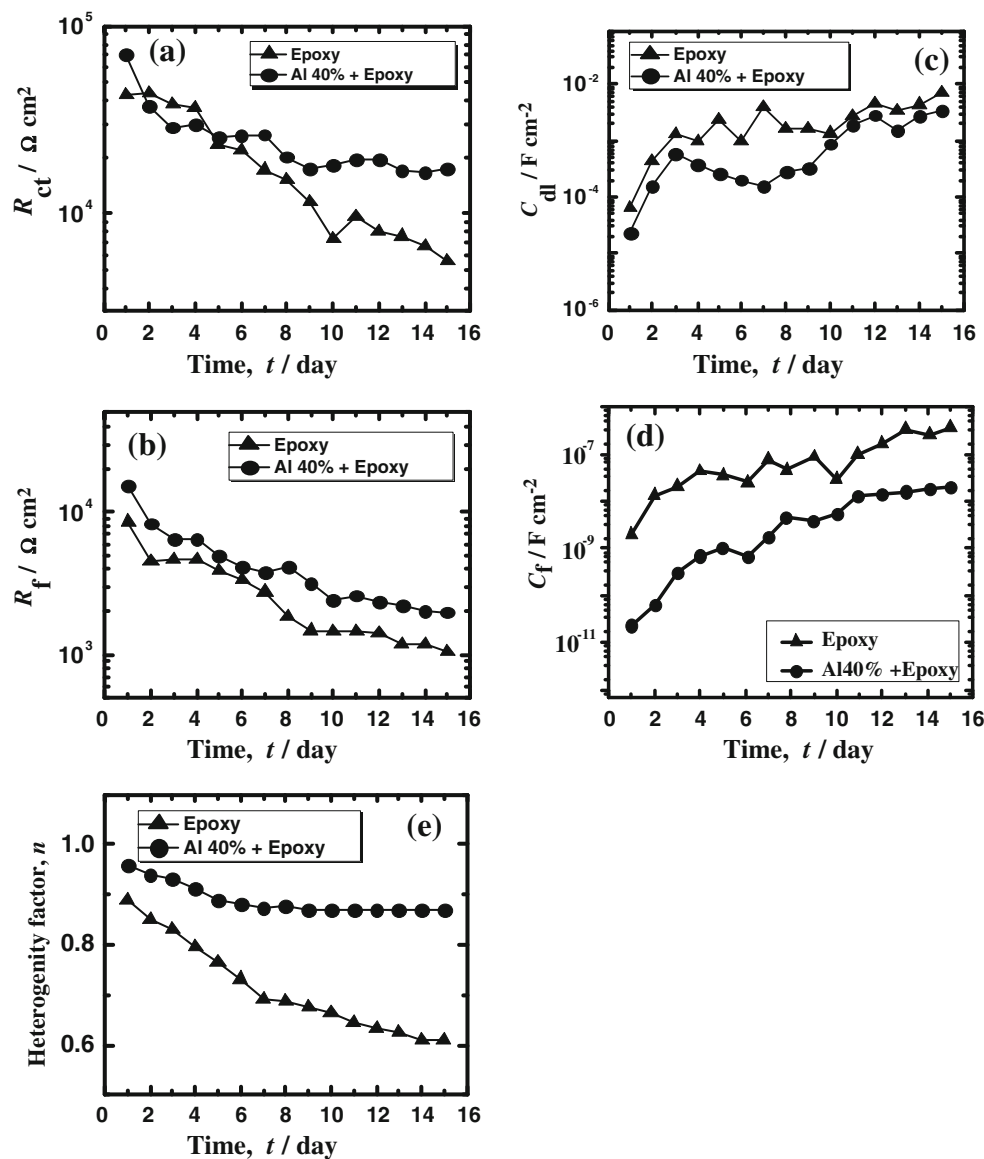 (a)
Epoxy
Al 40% + Epoxy
10^5
10^4
R_ct / Ω cm^2
0 2 4 6 8 10 12 14 16
Time, t / day
(c)
Epoxy
Al 40% + Epoxy
10^-2
10^-4
10^-6
C_dl / F cm^-2
0 2 4 6 8 10 12 14 16
Time, t / day
(b)
Epoxy
Al 40% + Epoxy
10^4
10^3
R_f / Ω cm^2
0 2 4 6 8 10 12 14 16
Time, t / day
(d)
10^-7
10^-9
10^-11
C_f / F cm^-2
Epoxy
Al40% +Epoxy
0 2 4 6 8 10 12 14 16
Time, t / day
(e)
Epoxy
Al 40% + Epoxy
1.0
0.8
0.6
Heterogenity factor, n
0 2 4 6 8 10 12 14 16
Time, t / day